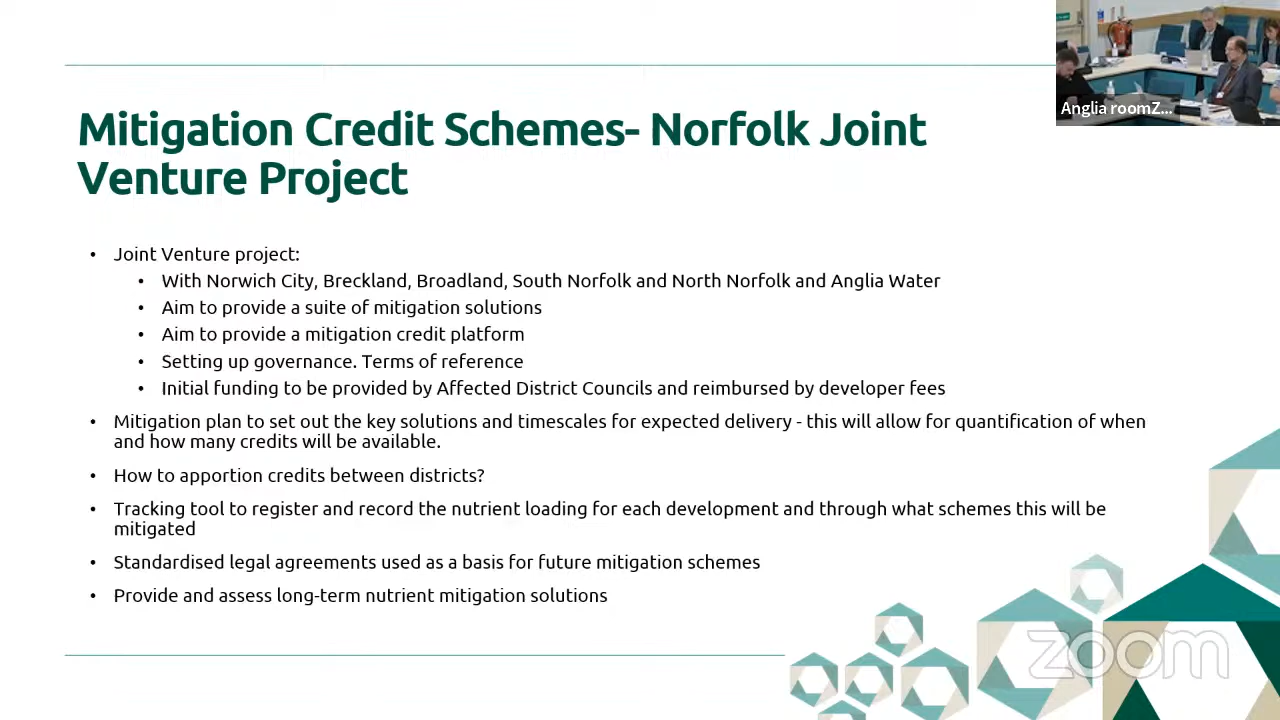 Anglia roomZ...
Mitigation Credit Schemes- Norfolk Joint
Venture Project
• Joint Venture project:
• With Norwich City, Breckland, Broadland, South Norfolk and North Norfolk and Anglia Water
• Aim to provide a suite of mitigation solutions
• Aim to provide a mitigation credit platform
• Setting up governance. Terms of reference
• Initial funding to be provided by Affected District Councils and reimbursed by developer fees
• Mitigation plan to set out the key solutions and timescales for expected delivery - this will allow for quantification of when
and how many credits will be available.
• How to apportion credits between districts?
• Tracking tool to register and record the nutrient loading for each development and through what schemes this will be
mitigated
• Standardised legal agreements used as a basis for future mitigation schemes
• Provide and assess long-term nutrient mitigation solutions
zoom